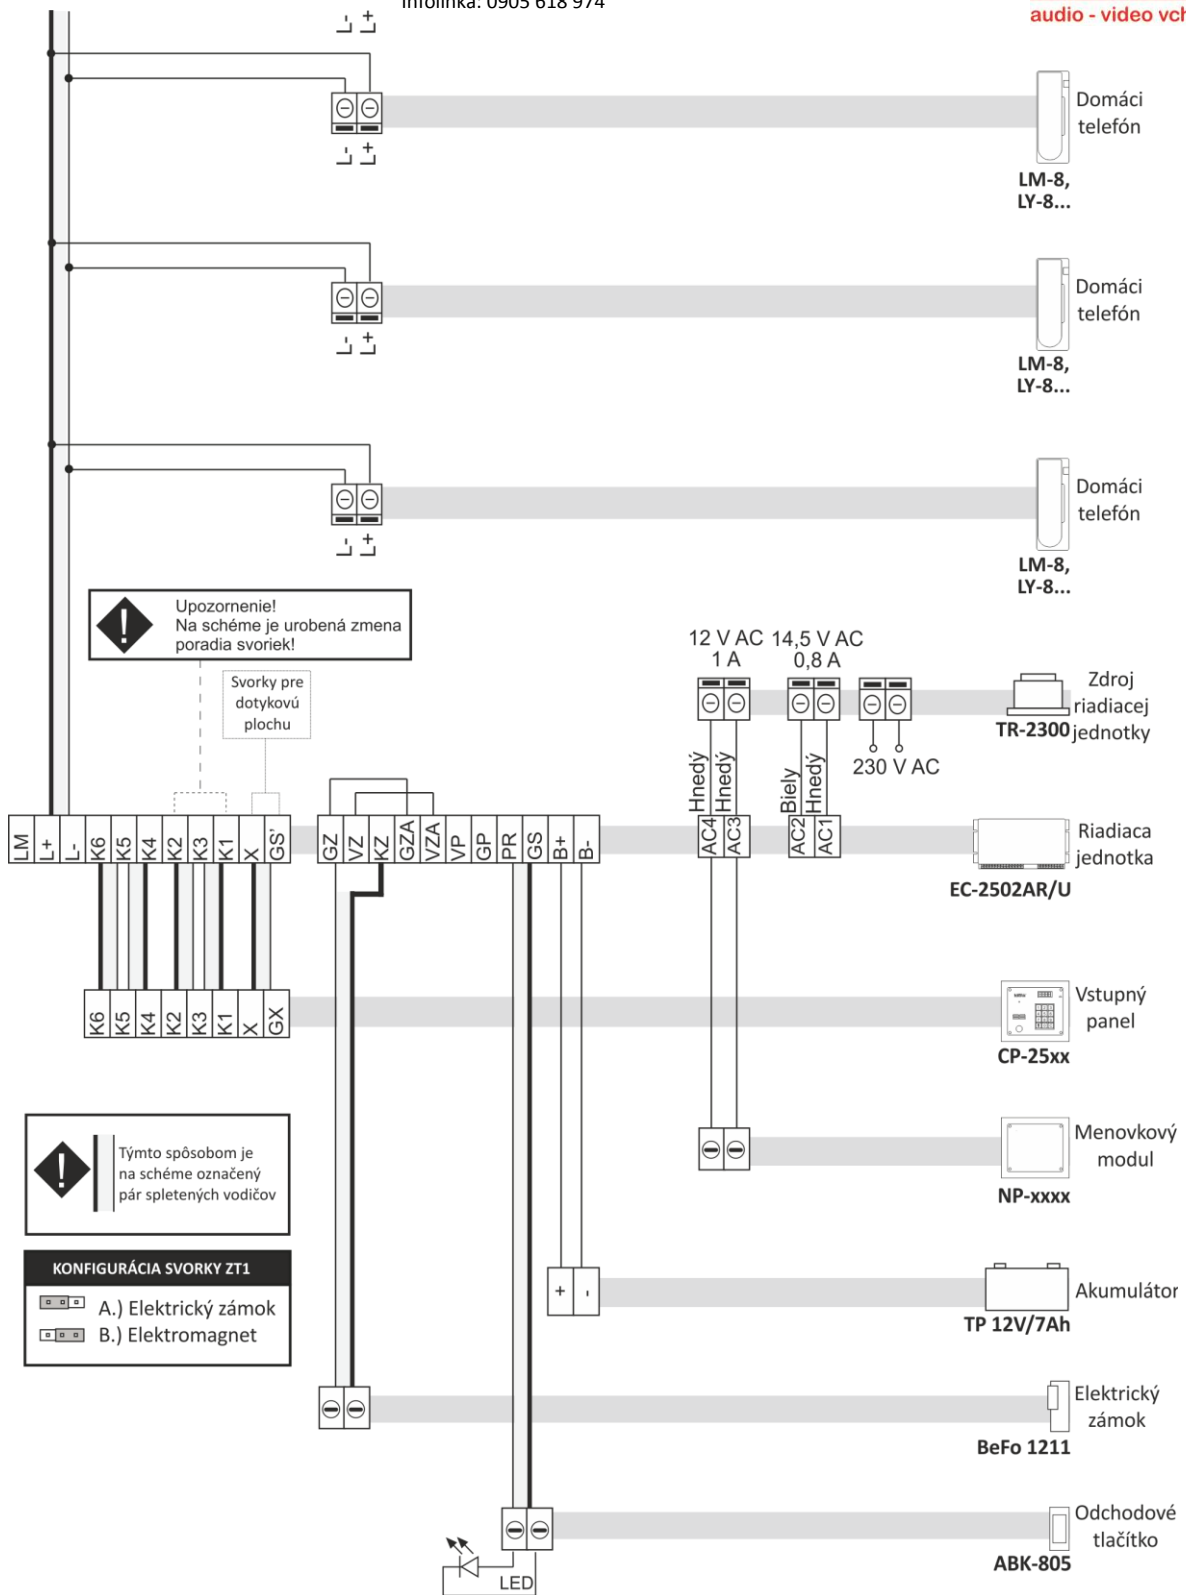 Infolinka: 0905 618 974
audio - video vch
L- L+
Domáci
telefón
L- L+
LM-8,
LY-8...
Domáci
telefón
L- L+
LM-8,
LY-8...
Domáci
telefón
L- L+
LM-8,
LY-8...
Upozornenie!
Na schéme je urobená zmena
poradia svoriek!
Svorky pre
dotykovú
plochu
12 V AC
1 A
14,5 V AC
0,8 A
230 V AC
Zdroj
riadiacej
jednotky
TR-2300
Hnedý Hnedý Biely Hnedý
LM L+ L- K6 K5 K4 K2 K3 K1 X GS' GZ VZ KZ GZA VZA VP GP PR GS B+ B- AC4 AC3 AC2 AC1
Riadiaca
jednotka
EC-2502AR/U
K6 K5 K4 K2 K3 K1 X GX
Vstupný
panel
CP-25xx
Týmto spôsobom je
na schéme označený
pár spletených vodičov
Menovkový
modul
NP-xxxx
KONFIGURÁCIA SVORKY ZT1
A.) Elektrický zámok
B.) Elektromagnet
+ -
Akumulátor
TP 12V/7Ah
Elektrický
zámok
BeFo 1211
Odchodové
tlačítko
ABK-805
LED